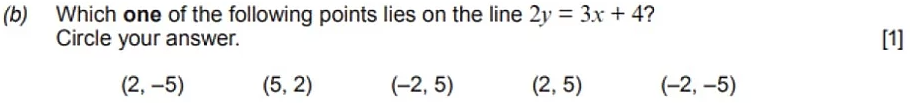 (b) Which one of the following points lies on the line 2y = 3x + 4?
Circle your answer. [1]
(2, –5) (5, 2) (–2, 5) (2, 5) (–2, –5)